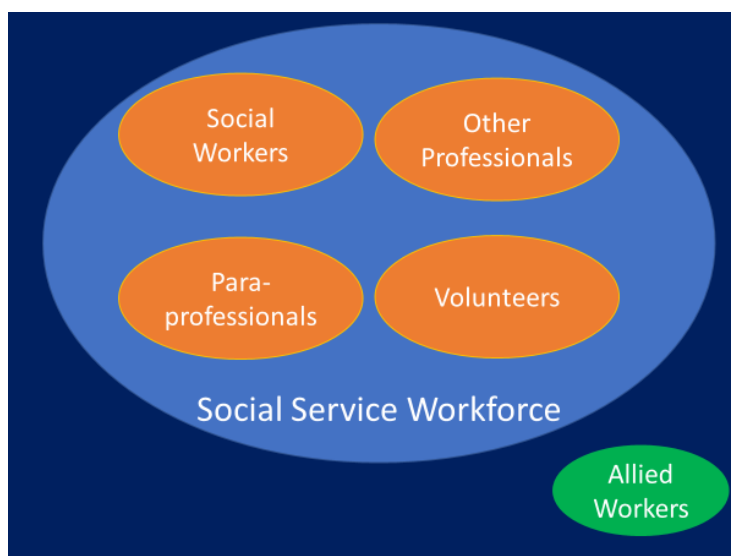 Social
Workers
Other
Professionals
Para-
professionals
Volunteers
Social Service Workforce
Allied
Workers